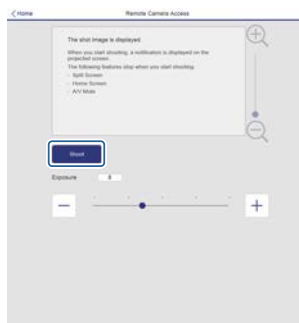 Home
Remote Camera Access
The shot image is displayed.
When you start shooting, a notification is displayed on the
projected screen.
The following features stop when you start shooting.
- Split Screen
- Home Screen
- A/V Mute
Shoot
Exposure